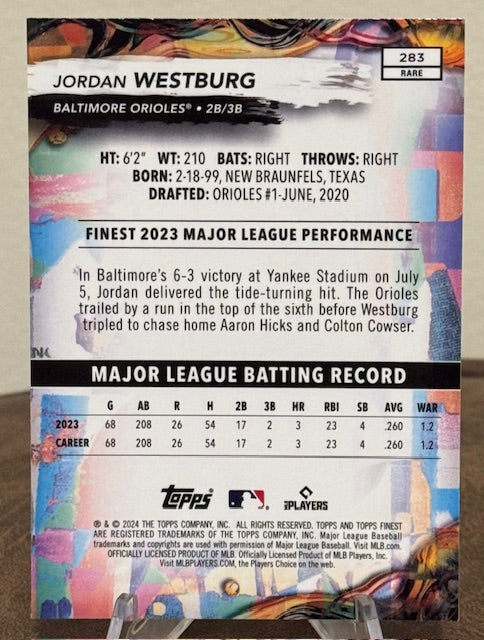 283
RARE
JORDAN WESTBURG
BALTIMORE ORIOLES® • 2B/3B
HT: 6'2" WT: 210 BATS: RIGHT THROWS: RIGHT
BORN: 2-18-99, NEW BRAUNFELS, TEXAS
DRAFTED: ORIOLES #1-JUNE, 2020
FINEST 2023 MAJOR LEAGUE PERFORMANCE
In Baltimore's 6-3 victory at Yankee Stadium on July
5, Jordan delivered the tide-turning hit. The Orioles
trailed by a run in the top of the sixth before Westburg
tripled to chase home Aaron Hicks and Colton Cowser.
MAJOR LEAGUE BATTING RECORD
G AB R H 2B 3B HR RBI SB AVG WAR
2023 68 208 26 54 17 2 3 23 4 .260 1.2
CAREER 68 208 26 54 17 2 3 23 4 .260 1.2
Topps MLB PLAYERS
® & © 2024 THE TOPPS COMPANY, INC. ALL RIGHTS RESERVED. TOPPS AND TOPPS FINEST
ARE REGISTERED TRADEMARKS OF THE TOPPS COMPANY, INC. Major League Baseball
trademarks and copyrights are used with permission of Major League Baseball. Visit MLB.com.
OFFICIALLY LICENSED PRODUCT OF MLB. Officially Licensed Product of MLB Players, Inc.
Visit MLBPLAYERS.COM, the Players Choice on the web.